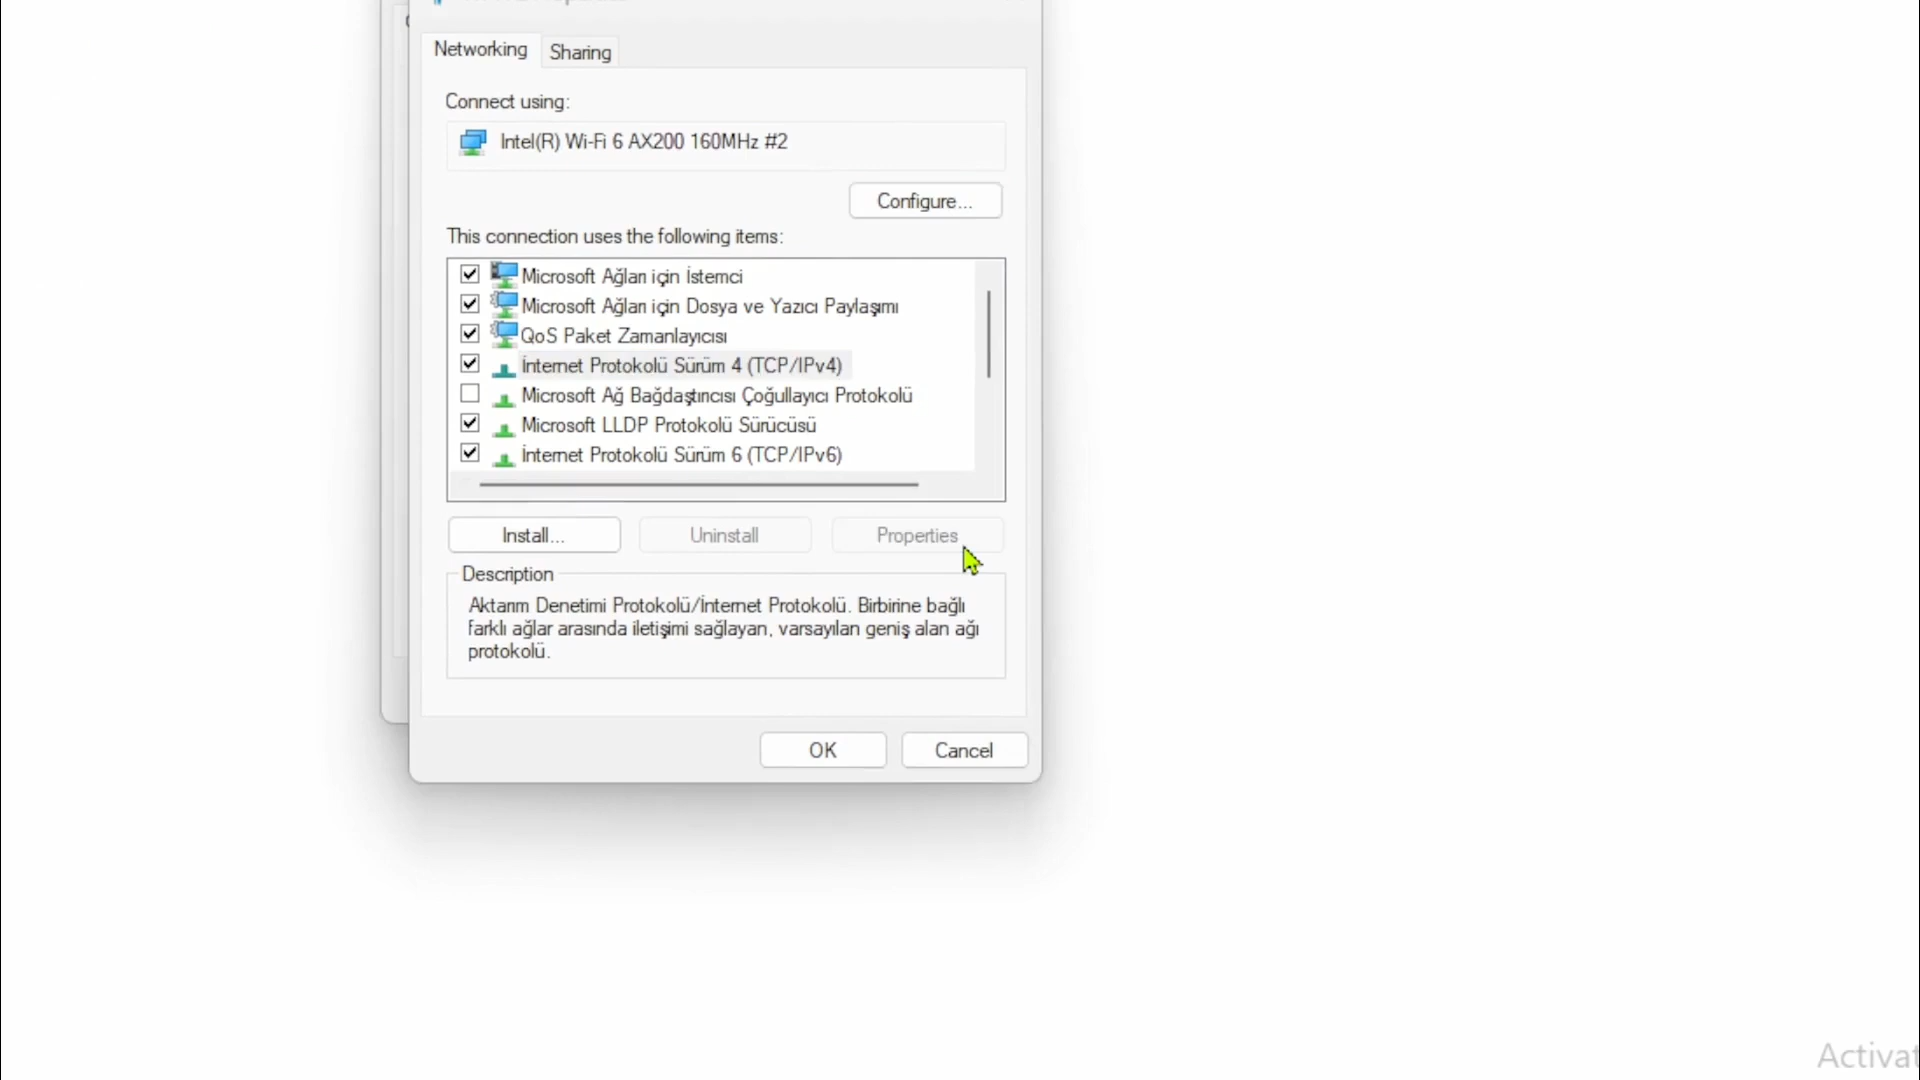 Networking
Sharing
Connect using:
Intel(R) Wi-Fi 6 AX200 160MHz #2
Configure...
This connection uses the following items:
Microsoft Ağları için İstemci
Microsoft Ağları için Dosya ve Yazıcı Paylaşımı
QoS Paket Zamanlayıcısı
İnternet Protokolü Sürüm 4 (TCP/IPv4)
Microsoft Ağ Bağdaştırıcısı Çoğullayıcı Protokolü
Microsoft LLDP Protokolü Sürücüsü
İnternet Protokolü Sürüm 6 (TCP/IPv6)
Install...
Uninstall
Properties
Description
Aktarım Denetimi Protokolü/İnternet Protokolü. Birbirine bağlı
farklı ağlar arasında iletişimi sağlayan, varsayılan geniş alan ağı
protokolü.
OK
Cancel
Activat